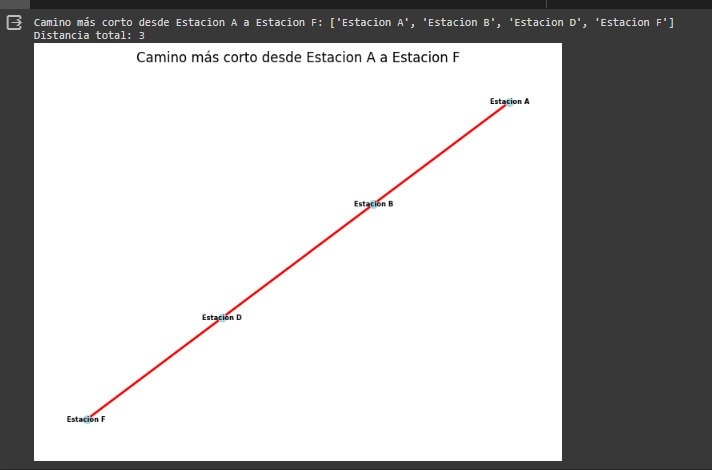 Camino más corto desde Estacion A a Estacion F: ['Estacion A', 'Estacion B', 'Estacion D', 'Estacion F']
Distancia total: 3
Camino más corto desde Estacion A a Estacion F
Estacion A
Estacion B
Estacion D
Estacion F